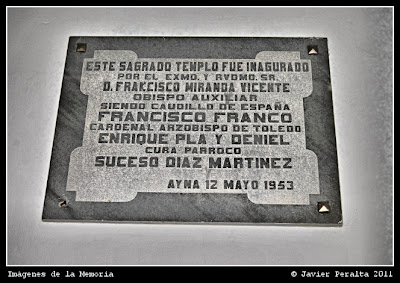 ESTE SAGRADO TEMPLO FUE INAGURADO
POR EL EXMO. Y RVDMO. SR.
D. FRACISCO MIRANDA VICENTE
OBISPO AUXILIAR
SIENDO CAUDILLO DE ESPAÑA
FRANCISCO FRANCO
CARDENAL ARZOBISPO DE TOLEDO
ENRIQUE PLA Y DENIEL
CURA PARROCO
SUCESO DIAZ MARTINEZ
AYNA 12 MAYO 1953
Imágenes de La Memoria
© Javier Peralta 2011